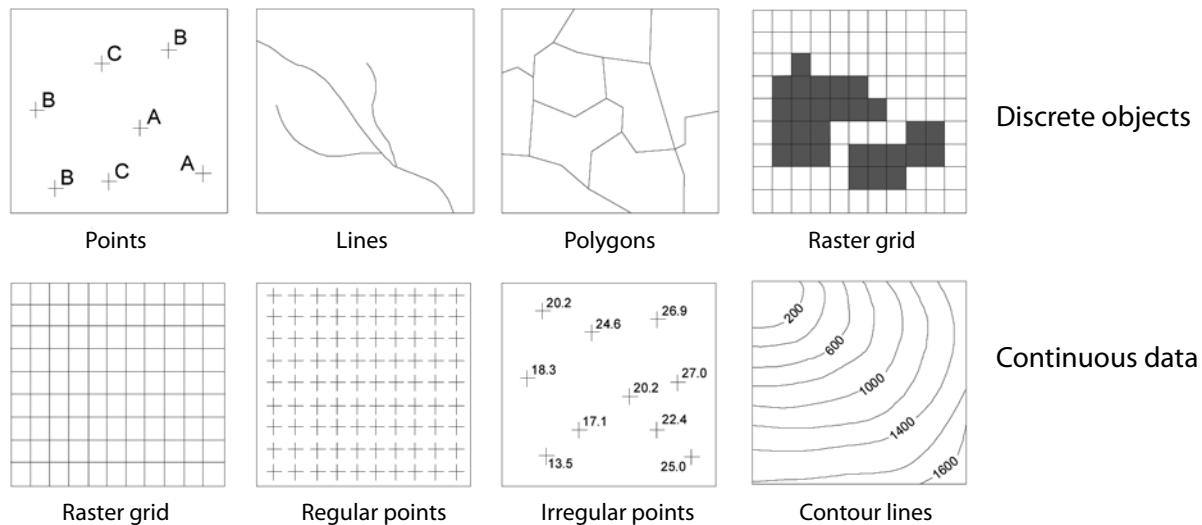 B
C
B
A
A
B
C
Discrete objects
Points
Lines
Polygons
Raster grid
20.2
26.9
24.6
200
600
18.3
27.0
20.2
1000
17.1
22.4
1400
13.5
25.0
1600
Continuous data
Raster grid
Regular points
Irregular points
Contour lines